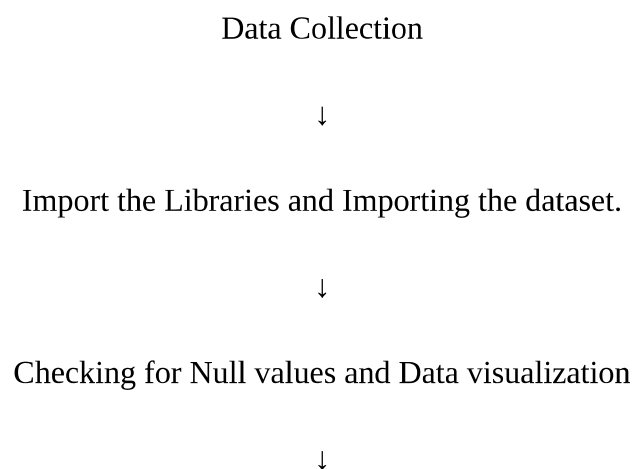 Data Collection
↓
Import the Libraries and Importing the dataset.
↓
Checking for Null values and Data visualization
↓